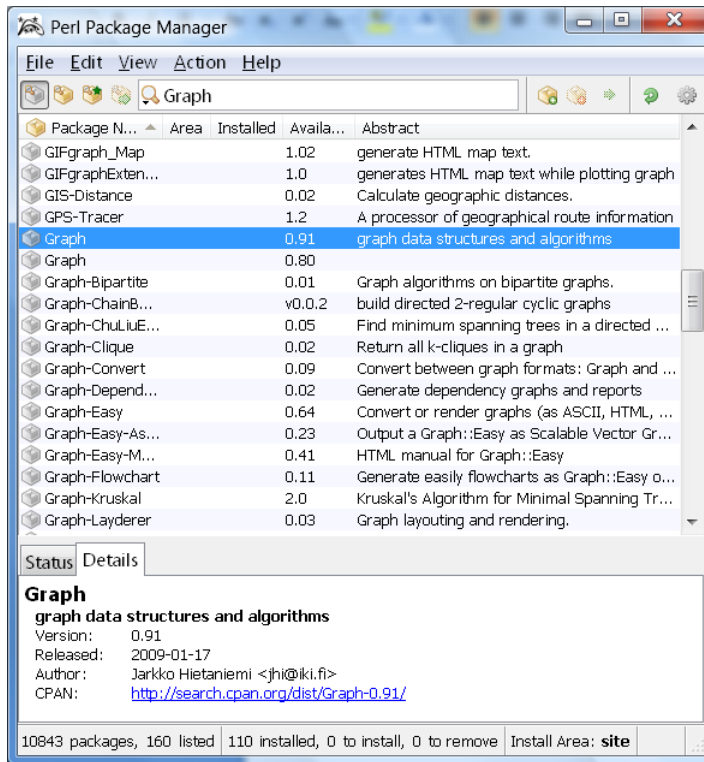 Perl Package Manager
File Edit View Action Help
Graph
Package N... Area Installed Availa... Abstract
GIFgraph_Map 1.02 generate HTML map text.
GIFgraphExten... 1.0 generates HTML map text while plotting graph
GIS-Distance 0.02 Calculate geographic distances.
GPS-Tracer 1.2 A processor of geographical route information
Graph 0.91 graph data structures and algorithms
Graph 0.80
Graph-Bipartite 0.01 Graph algorithms on bipartite graphs.
Graph-ChainB... v0.0.2 build directed 2-regular cyclic graphs
Graph-ChuLiuE... 0.05 Find minimum spanning trees in a directed ...
Graph-Clique 0.02 Return all k-cliques in a graph
Graph-Convert 0.09 Convert between graph formats: Graph and ...
Graph-Depend... 0.02 Generate dependency graphs and reports
Graph-Easy 0.64 Convert or render graphs (as ASCII, HTML, ...
Graph-Easy-As... 0.23 Output a Graph::Easy as Scalable Vector Gr...
Graph-Easy-M... 0.41 HTML manual for Graph::Easy
Graph-Flowchart 0.11 Generate easily flowcharts as Graph::Easy o...
Graph-Kruskal 2.0 Kruskal's Algorithm for Minimal Spanning Tr...
Graph-Layderer 0.03 Graph layouting and rendering.
Status Details
Graph
graph data structures and algorithms
Version: 0.91
Released: 2009-01-17
Author: Jarkko Hietaniemi <jhi@iki.fi>
CPAN: http://search.cpan.org/dist/Graph-0.91/
10843 packages, 160 listed 110 installed, 0 to install, 0 to remove Install Area: site